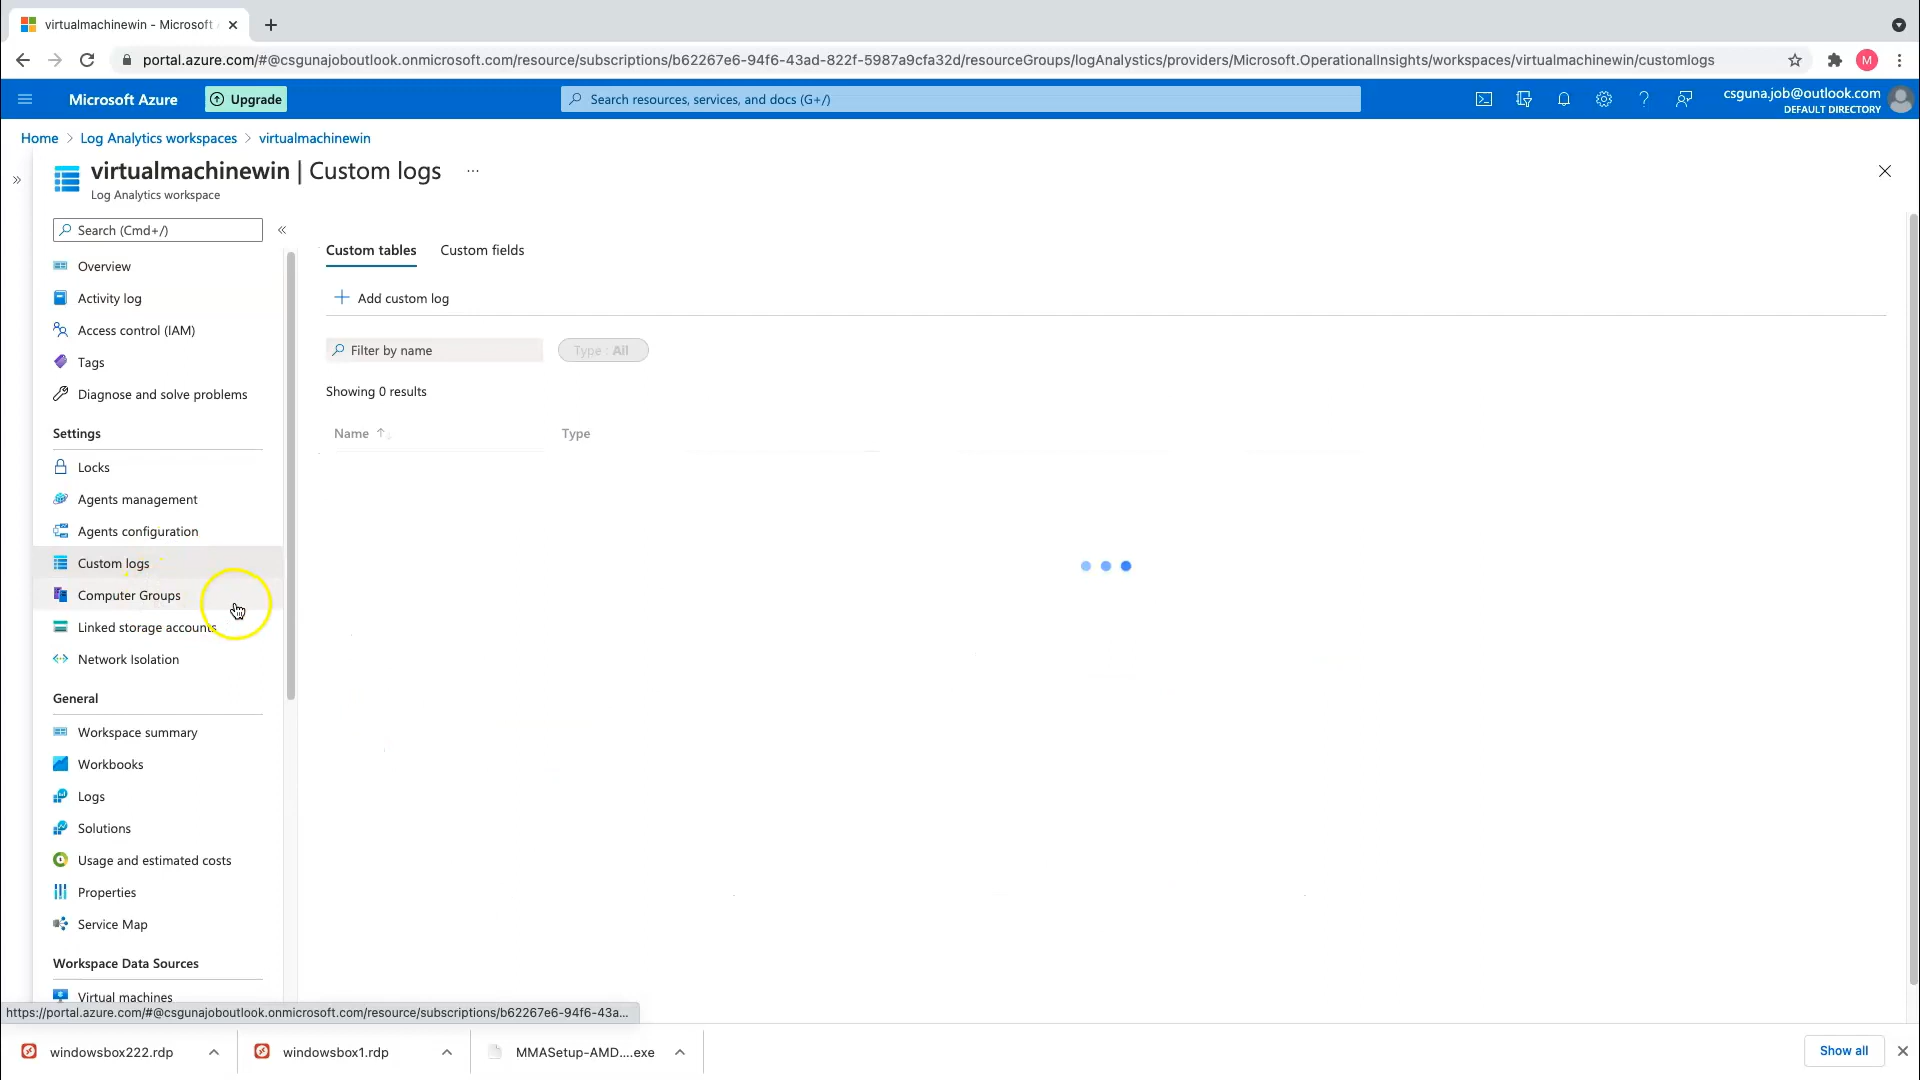 virtualmachinewin - Microsoft
portal.azure.com/#@csgunajoboutlook.onmicrosoft.com/resource/subscriptions/b62267e6-94f6-43ad-822f-5987a9cfa32d/resourceGroups/logAnalystics/providers/Microsoft.OperationalInsights/workspaces/virtualmachinewin/customlogs
M
Microsoft Azure
Upgrade
Search resources, services, and docs (G+/)
csguna.job@outlook.com
DEFAULT DIRECTORY
Home > Log Analytics workspaces > virtualmachinewin
virtualmachinewin | Custom logs ...
Log Analytics workspace
Search (Cmd+/)
Overview
Activity log
Access control (IAM)
Tags
Diagnose and solve problems
Settings
Locks
Agents management
Agents configuration
Custom logs
Computer Groups
Linked storage accounts
Network Isolation
General
Workspace summary
Workbooks
Logs
Solutions
Usage and estimated costs
Properties
Service Map
Workspace Data Sources
Virtual machines
Custom tables
Custom fields
Add custom log
Filter by name
Type : All
Showing 0 results
Name
Type
https://portal.azure.com/#@csgunajoboutlook.onmicrosoft.com/resource/subscriptions/b62267e6-94f6-43a...
windowsbox222.rdp
windowsbox1.rdp
MMASetup-AMD....exe
Show all